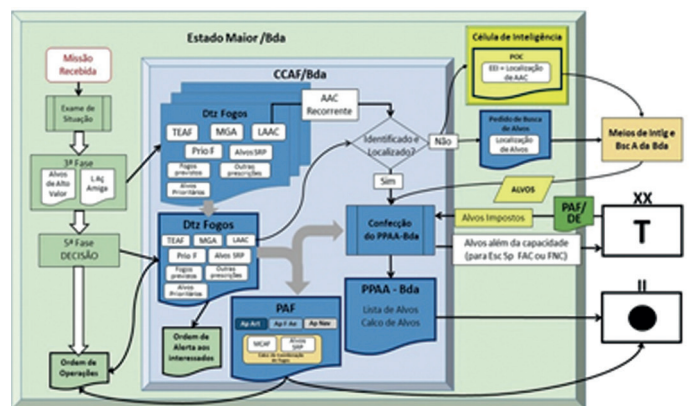 Estado Maior /Bda
Missão
Recebida
Exame de
Situação
3ª Fase
Alvos
de Alto
Valor
L Aç
Amiga
5ª Fase
DECISÃO
Ordem de
Operações
CCAF/Bda
Dtz Fogos
TEAF
MGA
LAAC
Prio F
Alvos SRP
Fogos
previstos
Outras
prescrições
Alvos
Prioritários
AAC
Recorrente
Identificado e
Localizado?
Não
Sim
Dtz Fogos
TEAF
MGA
LAAC
Prio F
Alvos SRP
Fogos
previstos
Outras
prescrições
Alvos
Prioritários
Ordem de
Alerta aos
interessados
PAF
Ap Art
Ap F Ae
Ap Nav
MCAF
Alvos
SRP
Calco de Coordenação
de Fogos
Confecção
do PPAA-Bda
PPAA - Bda
Lista de Alvos
Calco de Alvos
Célula de Inteligência
POC
EEI + Localização
de AAC
Pedido de Busca
de Alvos
Localização
de Alvos
Meios de Intlg e
Bsc A da Bda
ALVOS
Alvos Impostos
PAF/
DE
Alvos além da capacidade
(para Esc Sp FAC ou FNC)
XX
T
II